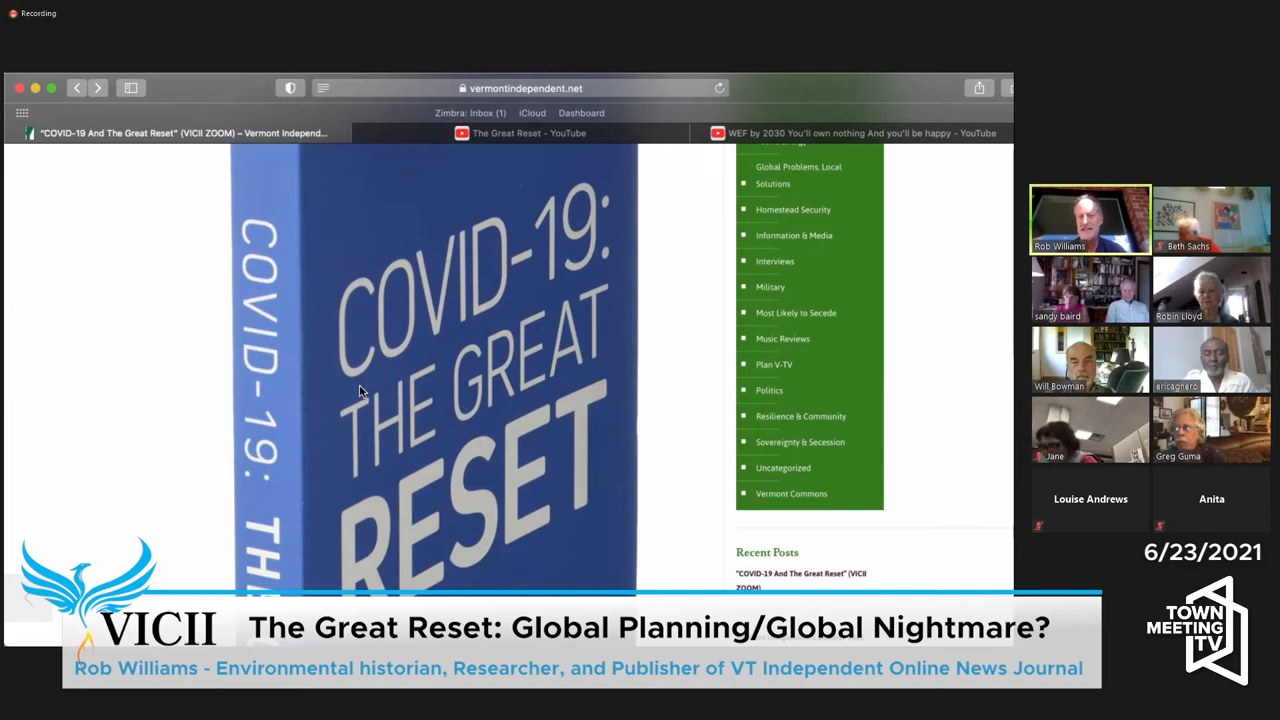 Recording
vermontindependent.net
Zimbra: Inbox (1) iCloud Dashboard
"COVID-19 And The Great Reset" (VICII ZOOM) – Vermont Independ...
The Great Reset - YouTube
WEF by 2030 You'll own nothing And you'll be happy - YouTube
COVID-19: THE
COVID-19:
THE GREAT
RESET
Global Problems, Local
Solutions
Homestead Security
Information & Media
Interviews
Military
Most Likely to Secede
Music Reviews
Plan V-TV
Politics
Resilience & Community
Sovereignty & Secession
Uncategorized
Vermont Commons
Recent Posts
"COVID-19 And The Great Reset" (VICII
ZOOM)
Rob Williams
Beth Sachs
sandy baird
Robin Lloyd
Will Bowman
ericagnero
Jane
Greg Guma
Louise Andrews
Anita
6/23/2021
TOWN
MEETING
TV
VICII
The Great Reset: Global Planning/Global Nightmare?
Rob Williams - Environmental historian, Researcher, and Publisher of VT Independent Online News Journal